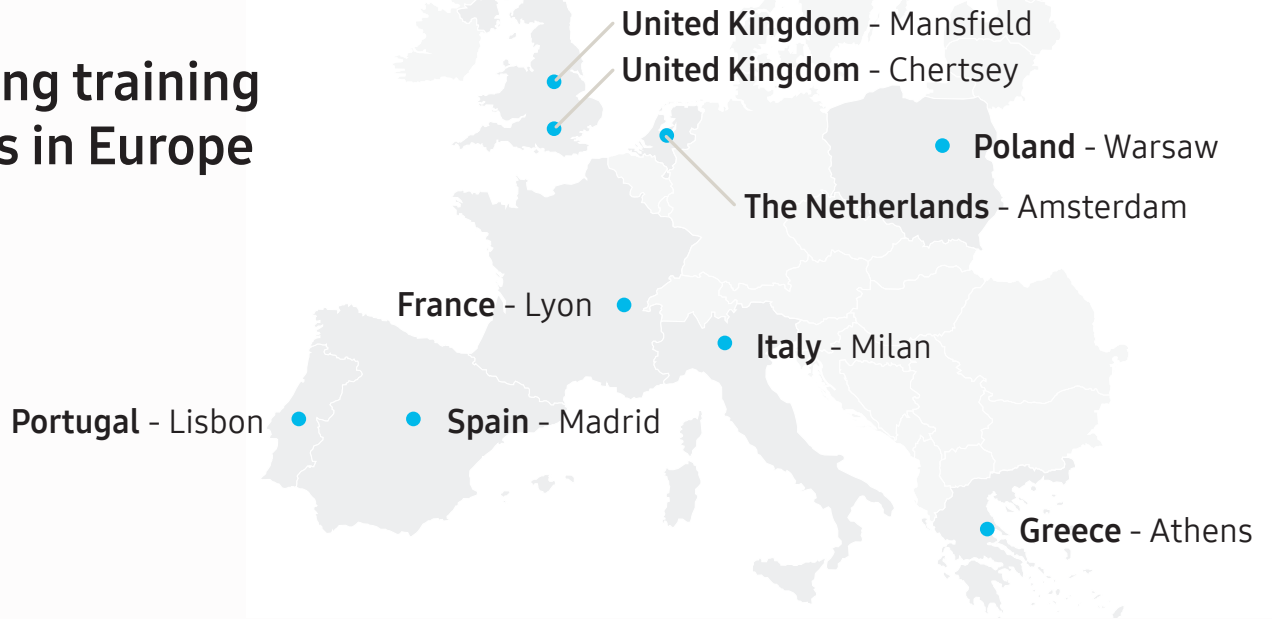 ng training
s in Europe
United Kingdom - Mansfield
United Kingdom - Chertsey
Poland - Warsaw
The Netherlands - Amsterdam
France - Lyon
Italy - Milan
Portugal - Lisbon
Spain - Madrid
Greece - Athens